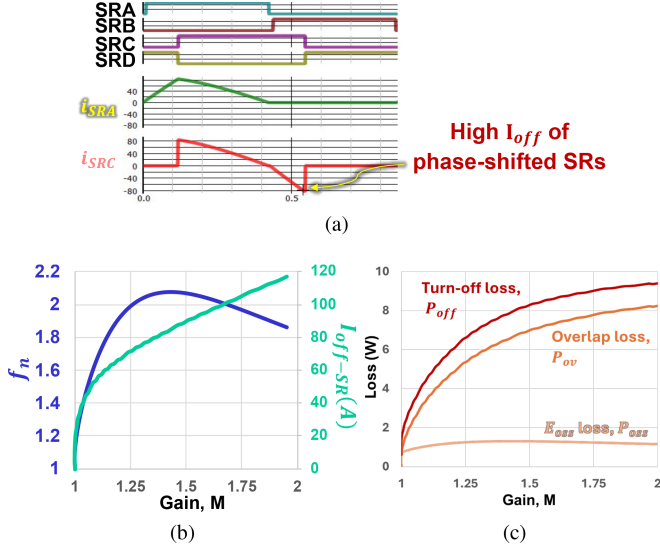 SRA
SRB
SRC
SRD
i_SRA
40
0
-40
-80
i_SRC
80
40
0
-40
-80
0.0
0.5
High I_off of
phase-shifted SRs
(a)
2.2
2
1.8
1.6
1.4
1.2
1
f_n
120
100
80
60
40
20
0
I_off-SR(A)
1
1.25
1.5
1.75
2
Gain, M
(b)
10
8
6
4
2
0
Loss (W)
Turn-off loss,
P_off
Overlap loss,
P_ov
E_oss loss, P_oss
1
1.25
1.5
1.75
2
Gain, M
(c)